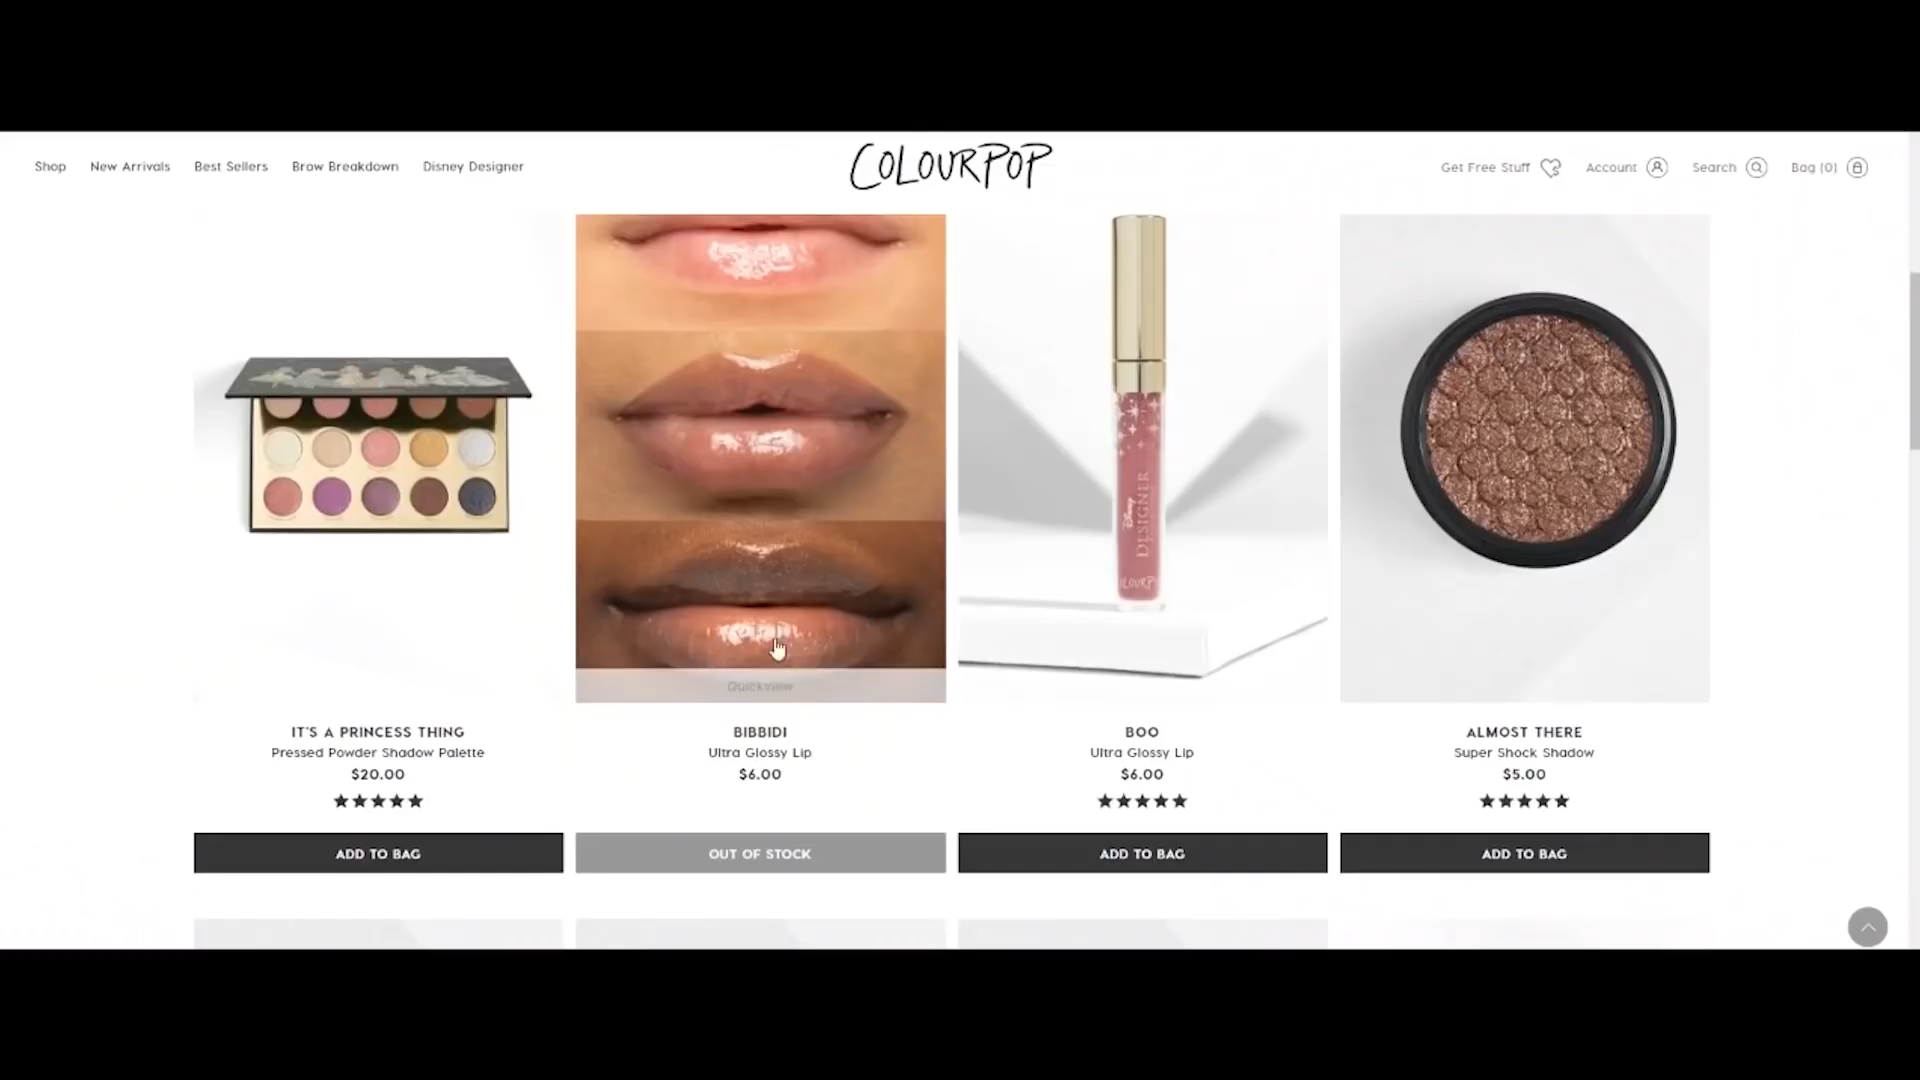 Shop New Arrivals Best Sellers Brow Breakdown Disney Designer
COLOURPOP
Get Free Stuff Account Search Bag (0)
Disney
DESIGNER
Quickview
IT'S A PRINCESS THING
Pressed Powder Shadow Palette
$20.00
ADD TO BAG
BIBBIDI
Ultra Glossy Lip
$6.00
OUT OF STOCK
BOO
Ultra Glossy Lip
$6.00
ADD TO BAG
ALMOST THERE
Super Shock Shadow
$5.00
ADD TO BAG